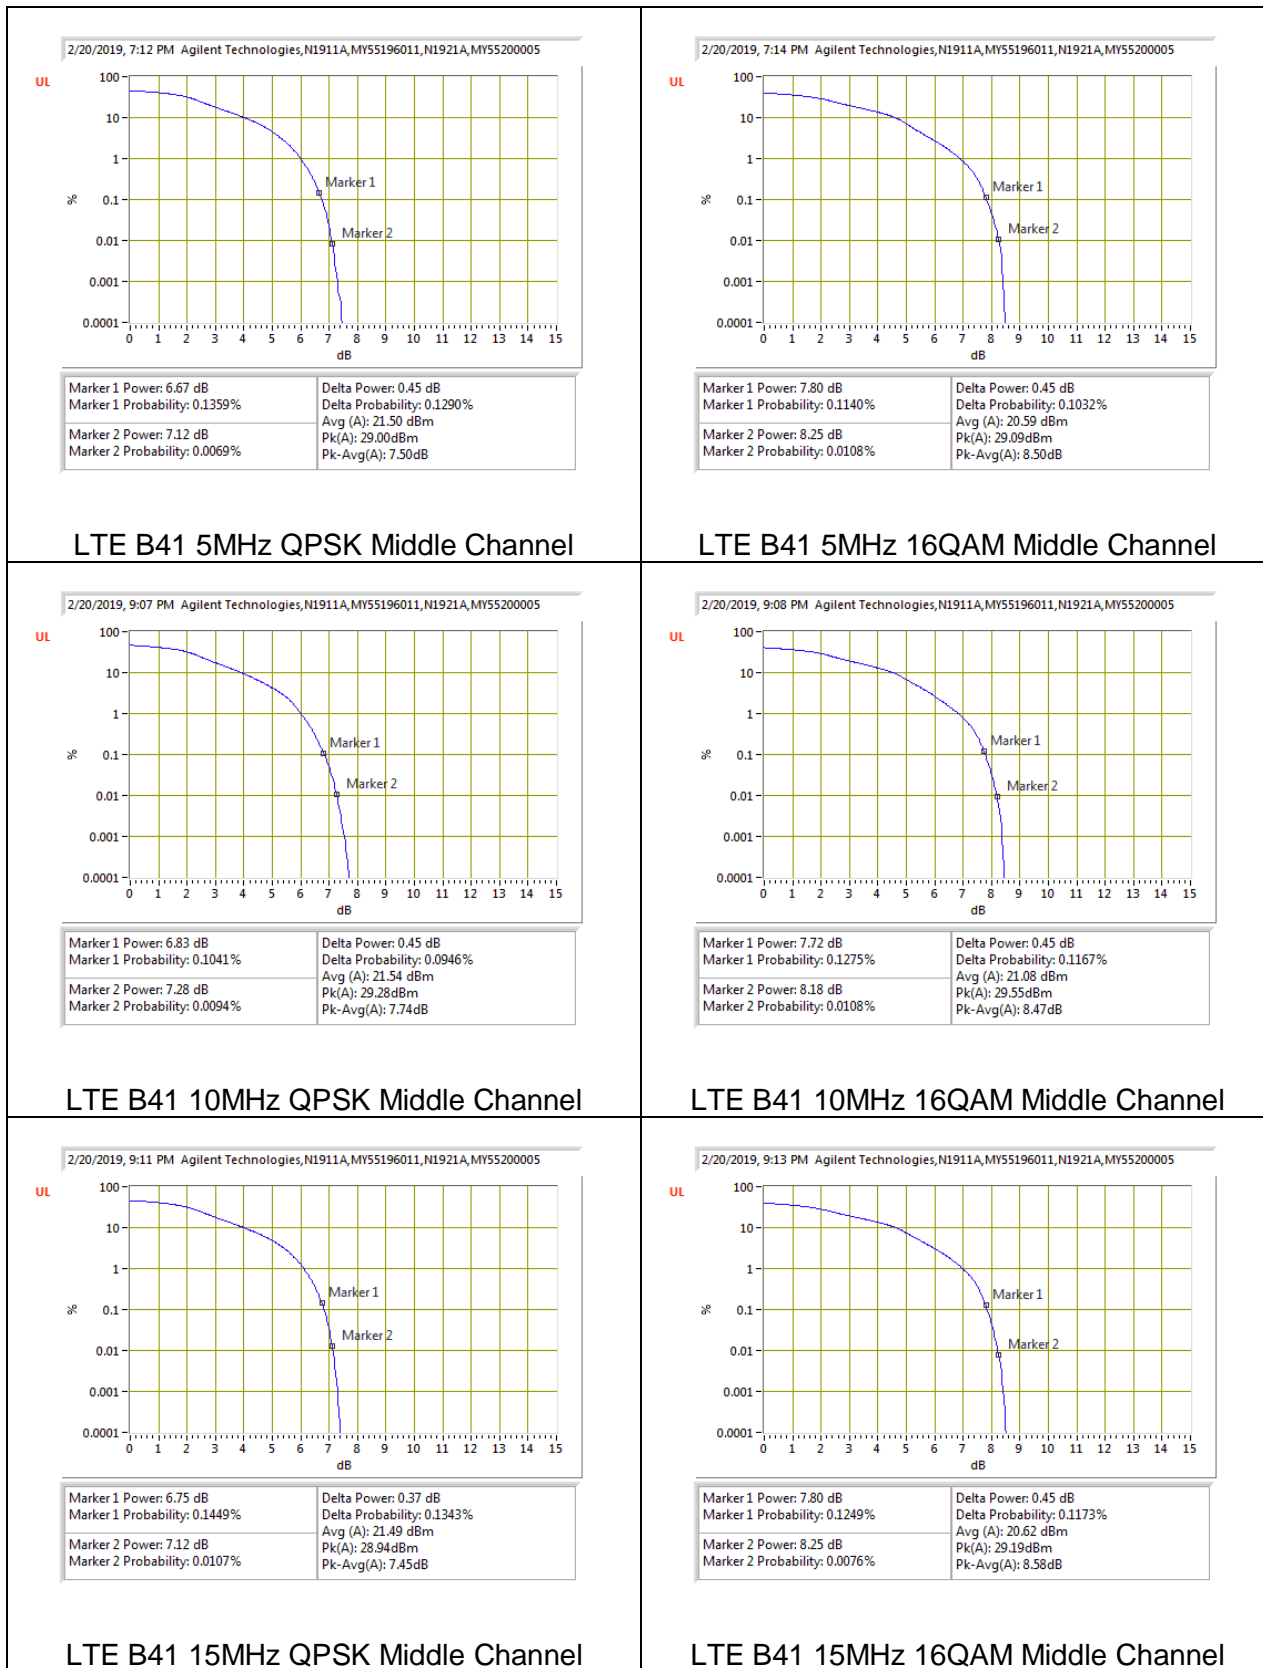 2/20/2019, 7:12 PM Agilent Technologies,N1911A,MY55196011,N1921A,MY55200005
UL
100
10
1
0.1
0.01
0.001
0.0001
%
Marker 1
Marker 2
0 1 2 3 4 5 6 7 8 9 10 11 12 13 14 15
dB
Marker 1 Power: 6.67 dB
Marker 1 Probability: 0.1359%
Marker 2 Power: 7.12 dB
Marker 2 Probability: 0.0069%
Delta Power: 0.45 dB
Delta Probability: 0.1290%
Avg (A): 21.50 dBm
Pk(A): 29.00dBm
Pk-Avg(A): 7.50dB
LTE B41 5MHz QPSK Middle Channel
2/20/2019, 7:14 PM Agilent Technologies,N1911A,MY55196011,N1921A,MY55200005
UL
100
10
1
0.1
0.01
0.001
0.0001
%
Marker 1
Marker 2
0 1 2 3 4 5 6 7 8 9 10 11 12 13 14 15
dB
Marker 1 Power: 7.80 dB
Marker 1 Probability: 0.1140%
Marker 2 Power: 8.25 dB
Marker 2 Probability: 0.0108%
Delta Power: 0.45 dB
Delta Probability: 0.1032%
Avg (A): 20.59 dBm
Pk(A): 29.09dBm
Pk-Avg(A): 8.50dB
LTE B41 5MHz 16QAM Middle Channel
2/20/2019, 9:07 PM Agilent Technologies,N1911A,MY55196011,N1921A,MY55200005
UL
100
10
1
0.1
0.01
0.001
0.0001
%
Marker 1
Marker 2
0 1 2 3 4 5 6 7 8 9 10 11 12 13 14 15
dB
Marker 1 Power: 6.83 dB
Marker 1 Probability: 0.1041%
Marker 2 Power: 7.28 dB
Marker 2 Probability: 0.0094%
Delta Power: 0.45 dB
Delta Probability: 0.0946%
Avg (A): 21.54 dBm
Pk(A): 29.28dBm
Pk-Avg(A): 7.74dB
LTE B41 10MHz QPSK Middle Channel
2/20/2019, 9:08 PM Agilent Technologies,N1911A,MY55196011,N1921A,MY55200005
UL
100
10
1
0.1
0.01
0.001
0.0001
%
Marker 1
Marker 2
0 1 2 3 4 5 6 7 8 9 10 11 12 13 14 15
dB
Marker 1 Power: 7.72 dB
Marker 1 Probability: 0.1275%
Marker 2 Power: 8.18 dB
Marker 2 Probability: 0.0108%
Delta Power: 0.45 dB
Delta Probability: 0.1167%
Avg (A): 21.08 dBm
Pk(A): 29.55dBm
Pk-Avg(A): 8.47dB
LTE B41 10MHz 16QAM Middle Channel
2/20/2019, 9:11 PM Agilent Technologies,N1911A,MY55196011,N1921A,MY55200005
UL
100
10
1
0.1
0.01
0.001
0.0001
%
Marker 1
Marker 2
0 1 2 3 4 5 6 7 8 9 10 11 12 13 14 15
dB
Marker 1 Power: 6.75 dB
Marker 1 Probability: 0.1449%
Marker 2 Power: 7.12 dB
Marker 2 Probability: 0.0107%
Delta Power: 0.37 dB
Delta Probability: 0.1343%
Avg (A): 21.49 dBm
Pk(A): 28.94dBm
Pk-Avg(A): 7.45dB
LTE B41 15MHz QPSK Middle Channel
2/20/2019, 9:13 PM Agilent Technologies,N1911A,MY55196011,N1921A,MY55200005
UL
100
10
1
0.1
0.01
0.001
0.0001
%
Marker 1
Marker 2
0 1 2 3 4 5 6 7 8 9 10 11 12 13 14 15
dB
Marker 1 Power: 7.80 dB
Marker 1 Probability: 0.1249%
Marker 2 Power: 8.25 dB
Marker 2 Probability: 0.0076%
Delta Power: 0.45 dB
Delta Probability: 0.1173%
Avg (A): 20.62 dBm
Pk(A): 29.19dBm
Pk-Avg(A): 8.58dB
LTE B41 15MHz 16QAM Middle Channel